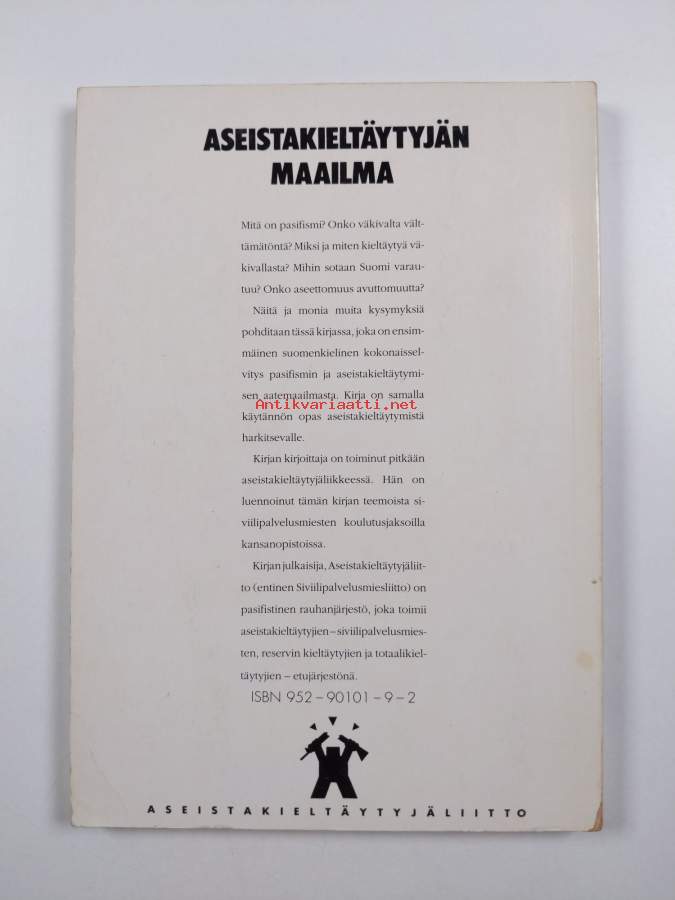 ASEISTAKIELTÄYTYJÄN
MAAILMA
Mitä on pasifismi? Onko väkivalta vält-
tämätöntä? Miksi ja miten kieltäytyä vä-
kivallasta? Mihin sotaan Suomi varau-
tuu? Onko aseettomuus avuttomuutta?
Näitä ja monia muita kysymyksiä
pohditaan tässä kirjassa, joka on ensim-
mäinen suomenkielinen kokonaissel-
vitys pasifismin ja aseistakieltäytymi-
sen aatemaailmasta. Kirja on samalla
Antikvariaatti.net
käytännön opas aseistakieltäytymistä
harkitsevalle.
Kirjan kirjoittaja on toiminut pitkään
aseistakieltäytyjäliikkeessä. Hän on
luennoinut tämän kirjan teemoista si-
viilipalvelusmiesten koulutusjaksoilla
kansanopistoissa.
Kirjan julkaisija, Aseistakieltäytyjäliit-
to (entinen Siviilipalvelusmiesliitto) on
pasifistinen rauhanjärjestö, joka toimii
aseistakieltäytyjien – siviilipalvelusmies-
ten, reservin kieltäytyjien ja totaalikiel-
täytyjien – etujärjestönä.
ISBN 952 – 90101 – 9 – 2
ASEISTAKIELTÄYTYJÄLIITTO